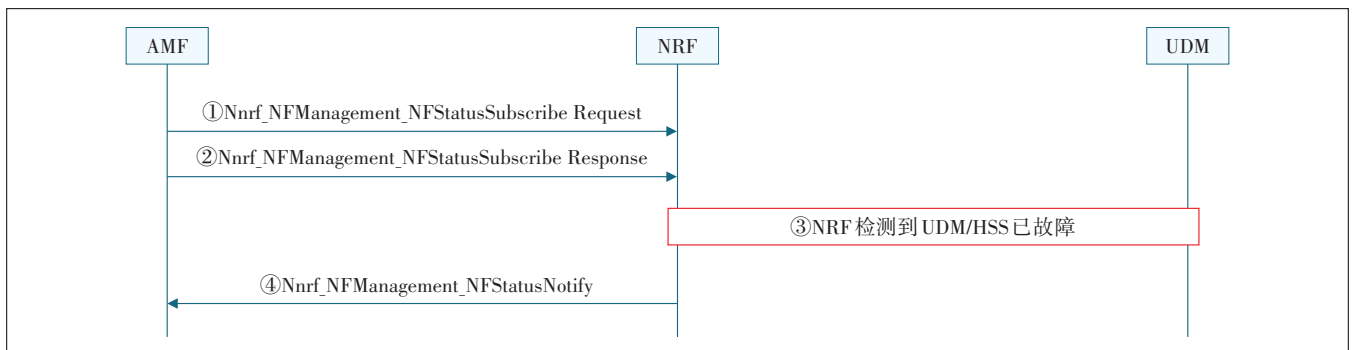 AMF
NRF
UDM
①Nnrf_NFManagement_NFStatusSubscribe Request
②Nnrf_NFManagement_NFStatusSubscribe Response
③NRF检测到UDM/HSS已故障
④Nnrf_NFManagement_NFStatusNotify